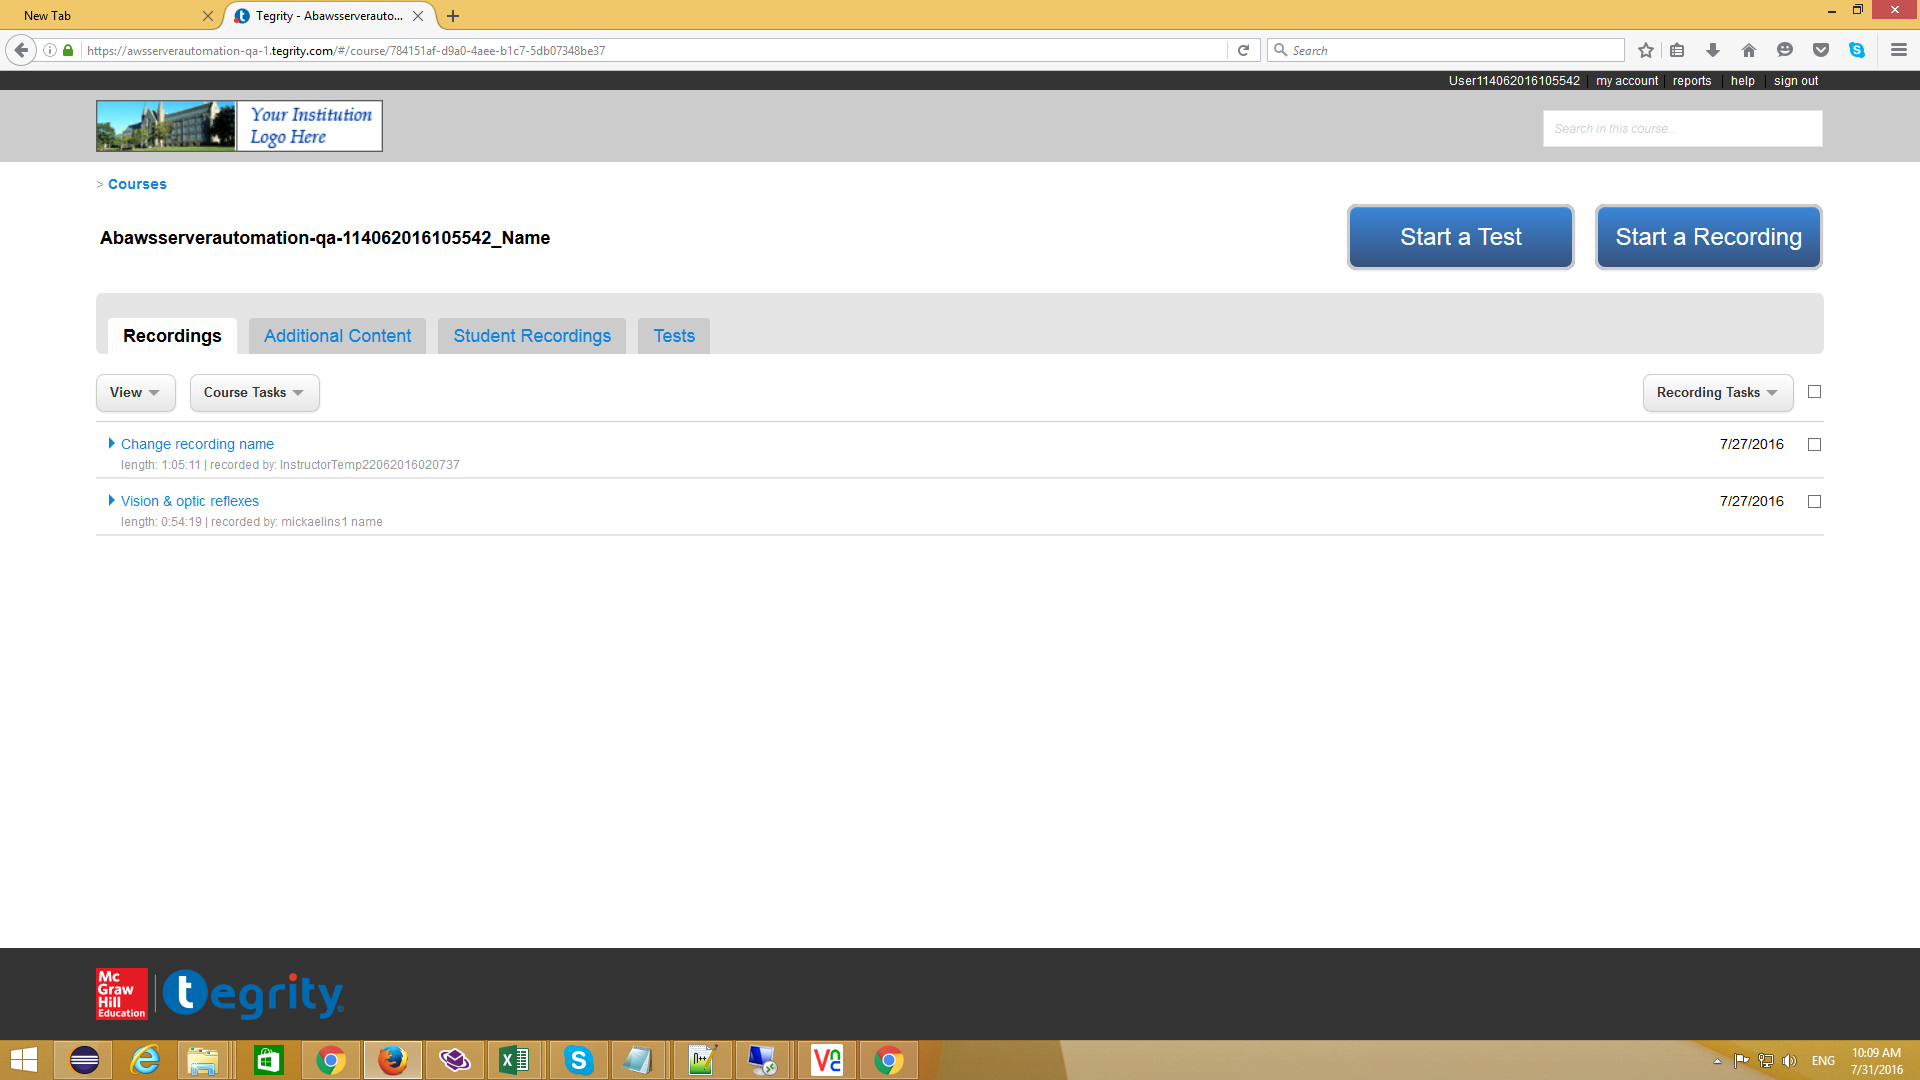 New Tab
Tegrity - Abawsserverauto...
https://awsserverautomation-qa-1.tegrity.com/#/course/784151af-d9a0-4aee-b1c7-5db07348be37
Search
User114062016105542 my account reports help sign out
Your Institution
Logo Here
Search in this course...
> Courses
Abawsserverautomation-qa-114062016105542_Name
Start a Test
Start a Recording
Recordings
Additional Content
Student Recordings
Tests
View
Course Tasks
Recording Tasks
Change recording name
7/27/2016
length: 1:05:11 | recorded by: InstructorTemp22062016020737
Vision & optic reflexes
7/27/2016
length: 0:54:19 | recorded by: mickaelins1 name
Mc
Graw
Hill
Education
tegrity
ENG
10:09 AM
7/31/2016